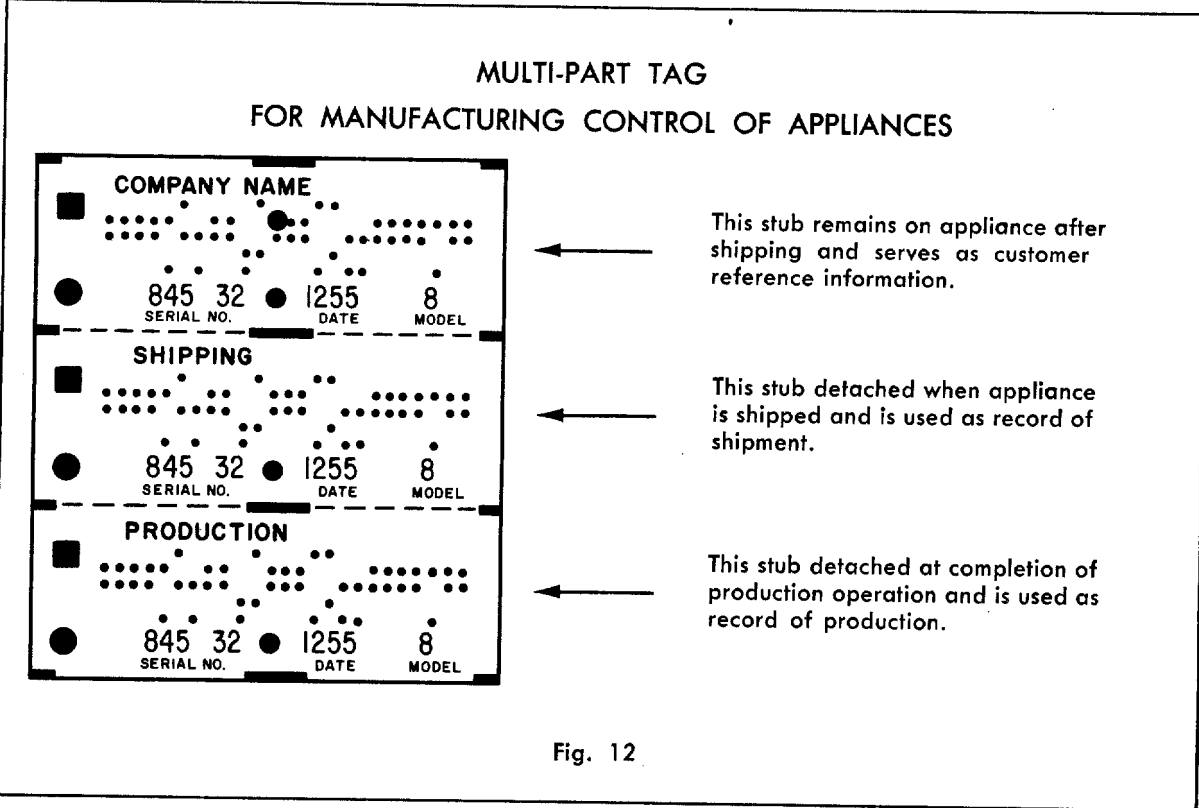 MULTI-PART TAG
FOR MANUFACTURING CONTROL OF APPLIANCES
COMPANY NAME
845 32 1255 8
SERIAL NO. DATE MODEL
This stub remains on appliance after
shipping and serves as customer
reference information.
SHIPPING
845 32 1255 8
SERIAL NO. DATE MODEL
This stub detached when appliance
is shipped and is used as record of
shipment.
PRODUCTION
845 32 1255 8
SERIAL NO. DATE MODEL
This stub detached at completion of
production operation and is used as
record of production.
Fig. 12